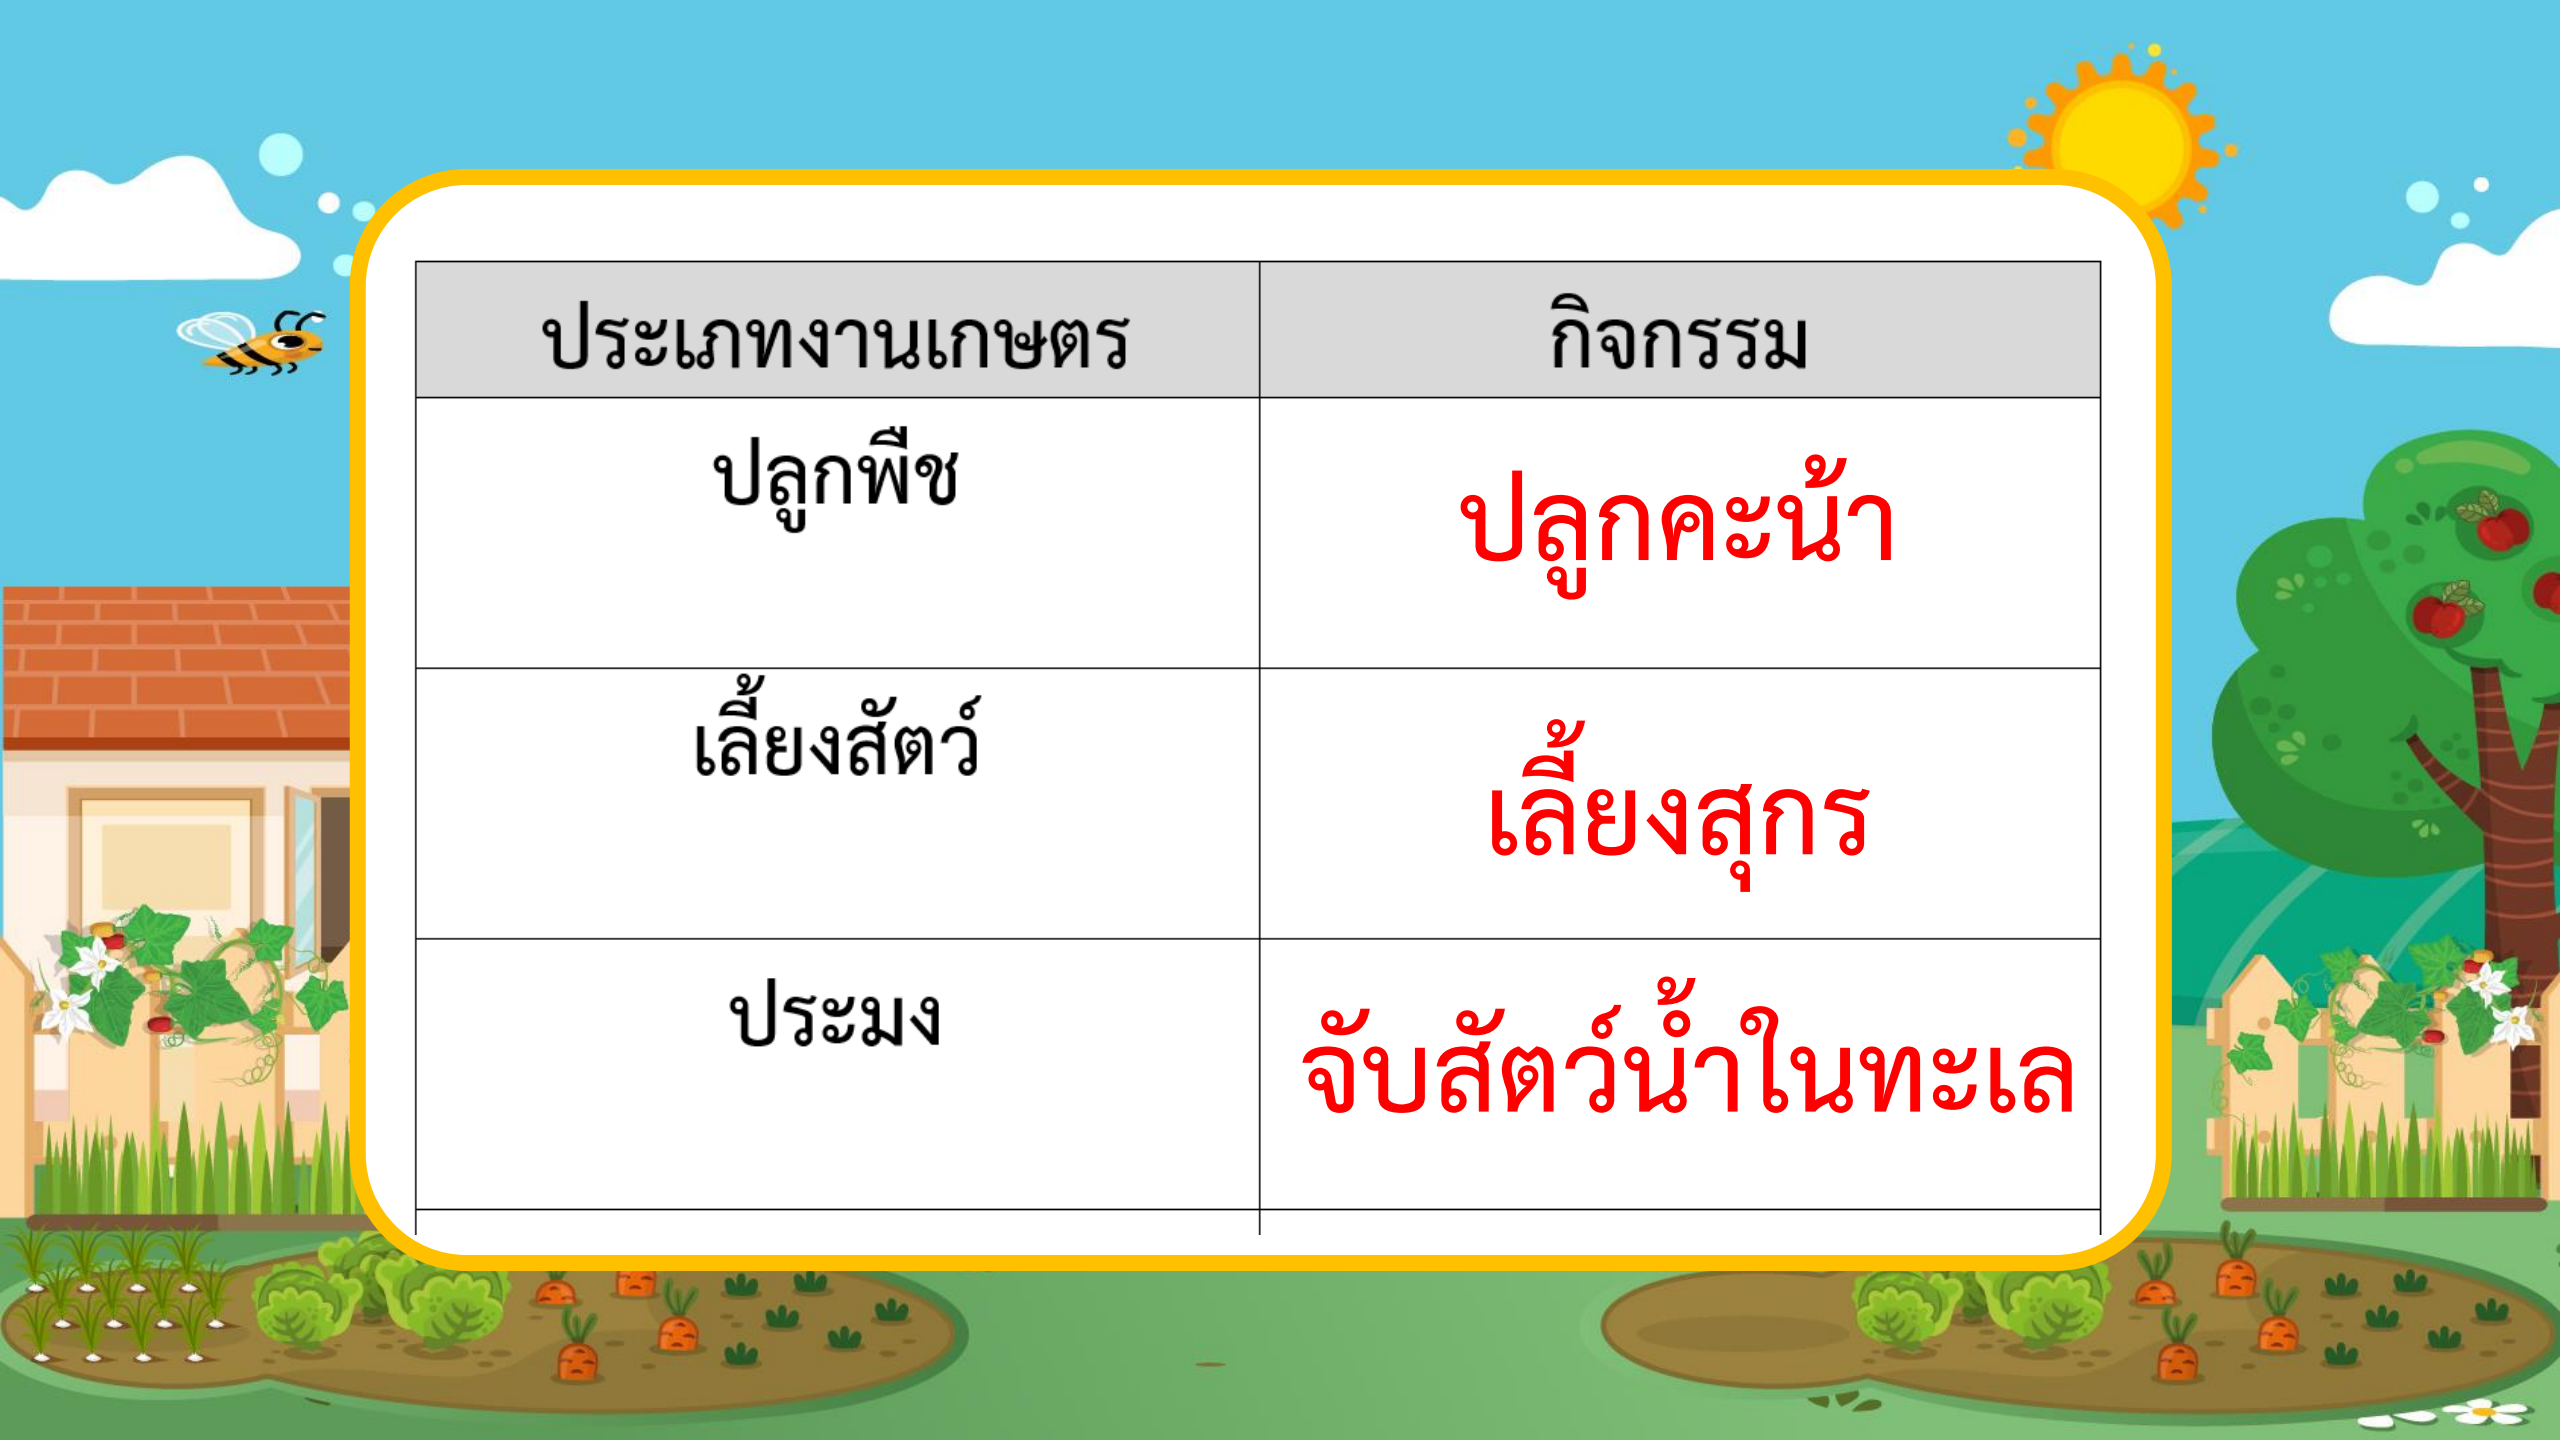 ประเภทงานเกษตร กิจกรรม
ปลูกพืช ปลูกคะน้า
เลี้ยงสัตว์ เลี้ยงสุกร
ประมง จับสัตว์น้ำในทะเล